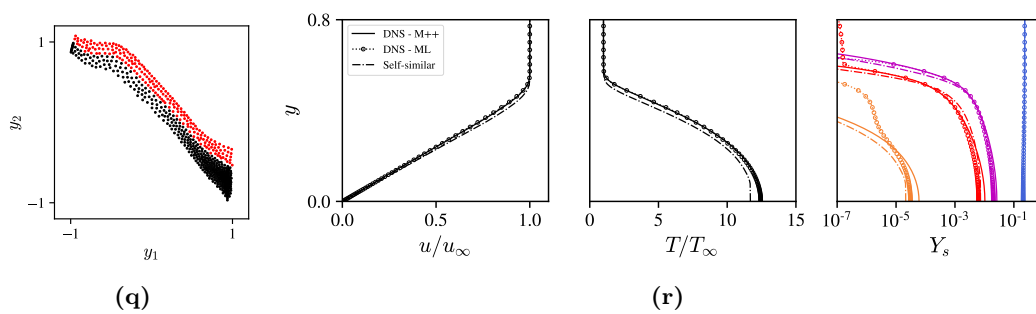 1
y₂
−1
−1
1
y₁
(q)
0.8
y
0.0
DNS - M++
DNS - ML
Self-similar
0.0
0.5
1.0
u/u∞
0
5
10
15
T/T∞
10⁻⁷
10⁻⁵
10⁻³
10⁻¹
Yₛ
(r)